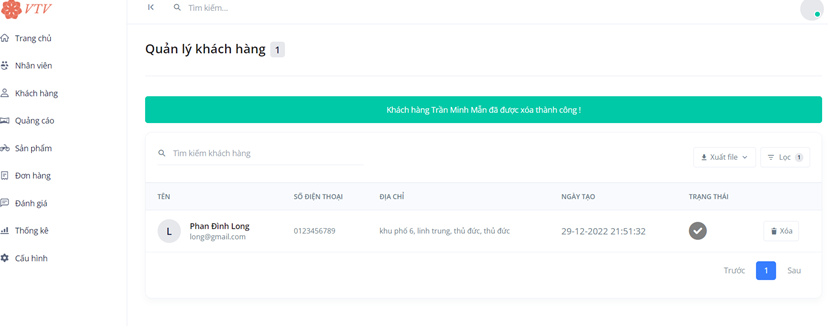 VTV
Tìm kiếm...
Trang chủ
Nhân viên
Khách hàng
Quảng cáo
Sản phẩm
Đơn hàng
Đánh giá
Thống kê
Cấu hình
Quản lý khách hàng 1
Khách hàng Trần Minh Mẫn đã được xóa thành công !
Tìm kiếm khách hàng
Xuất file
Lọc 1
TÊN SỐ ĐIỆN THOẠI ĐỊA CHỈ NGÀY TẠO TRẠNG THÁI
L Phan Đình Long 0123456789 khu phố 6, linh trung, thủ đức, thủ đức 29-12-2022 21:51:32 Xóa
long@gmail.com
Trước 1 Sau